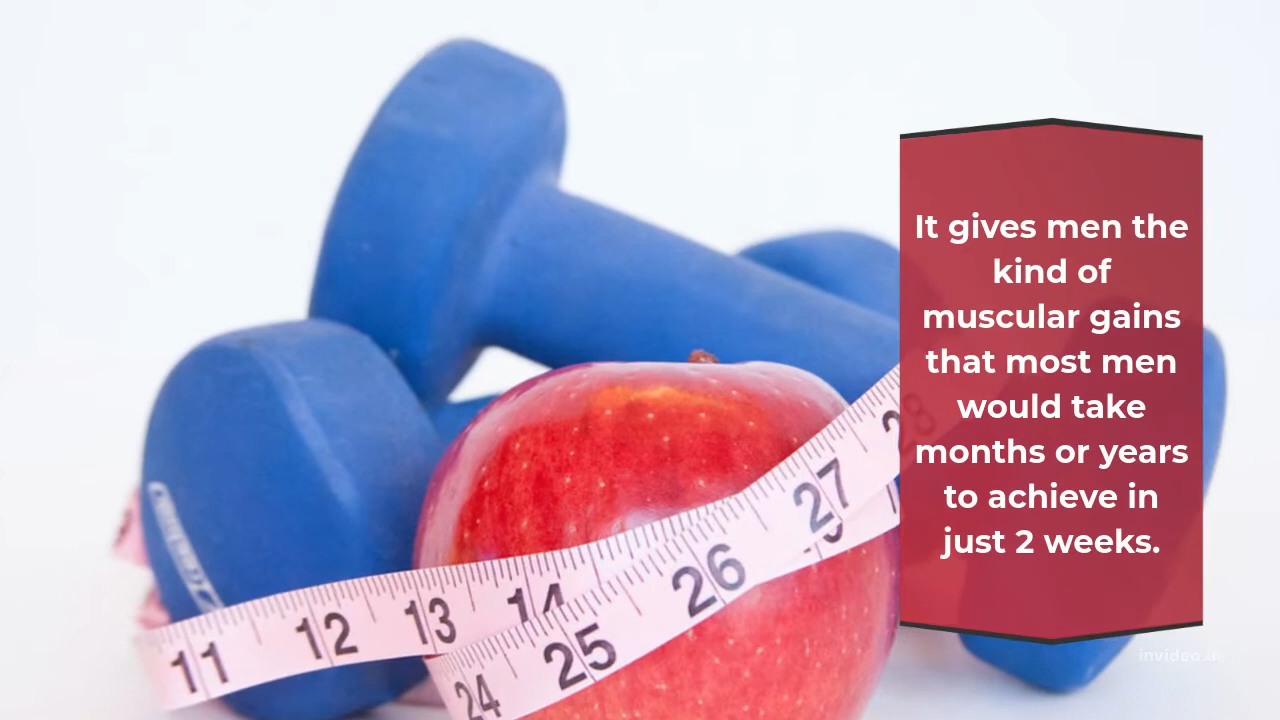 It gives men the
kind of
muscular gains
that most men
would take
months or years
to achieve in
just 2 weeks.
11 12 13 14
24 25 26 27 28
invideo